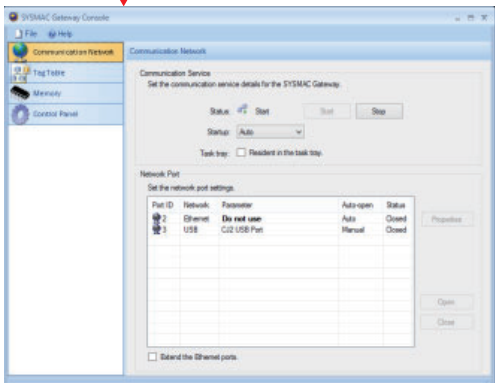 SYSMAC Gateway Console
File Help
Communication Network
Tag Table
Memory
Control Panel
Communication Network
Communication Service
Set the communication service details for the SYSMAC Gateway.
Status: Start Start Stop
Startup: Auto
Task tray: Resident in the task tray.
Network Port
Set the network port settings.
Port ID Network Parameter Auto-open Status
2 Ethernet Do not use Auto Closed
3 USB CJ2 USB Port Manual Closed
Properties
Open
Close
Extend the Ethernet ports.